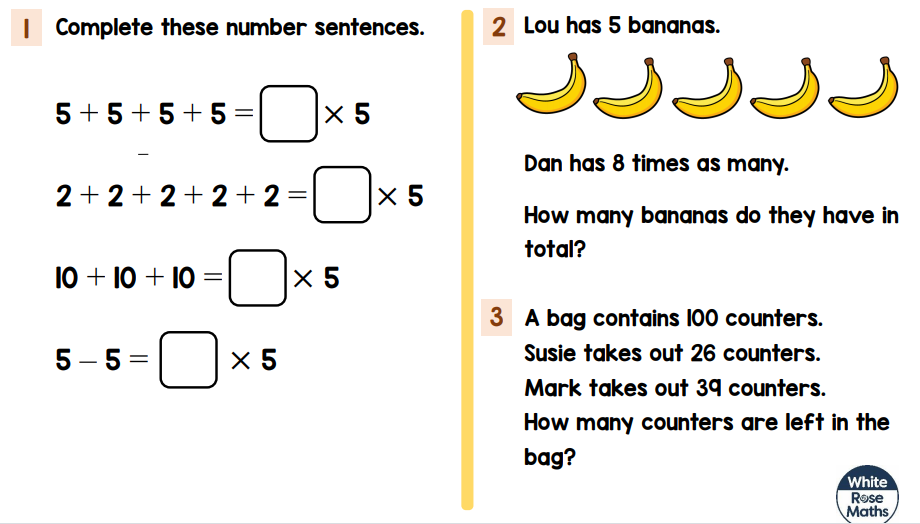 1 Complete these number sentences.
5 + 5 + 5 + 5 = × 5
2 + 2 + 2 + 2 + 2 = × 5
10 + 10 + 10 = × 5
5 – 5 = × 5
2 Lou has 5 bananas.
Dan has 8 times as many.
How many bananas do they have in
total?
3 A bag contains 100 counters.
Susie takes out 26 counters.
Mark takes out 39 counters.
How many counters are left in the
bag?
White
Rose
Maths